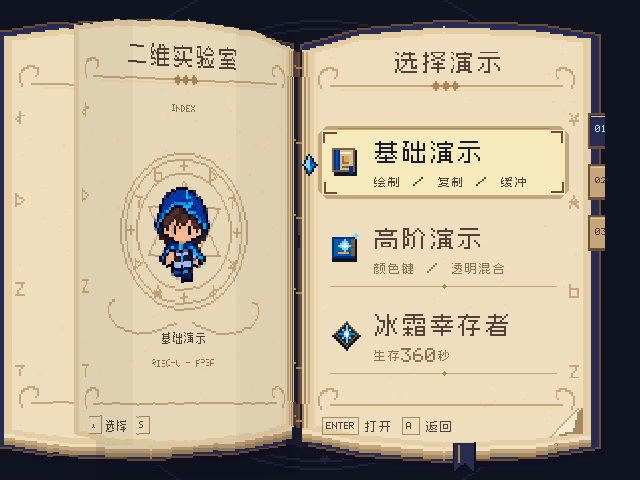 二维实验室
INDEX
基础演示
选择 S
选择演示
基础演示
绘制 / 复制 / 缓冲
高阶演示
颜色键 / 透明混合
冰霜幸存者
生存360秒
ENTER 打开 A 返回
01
02
03